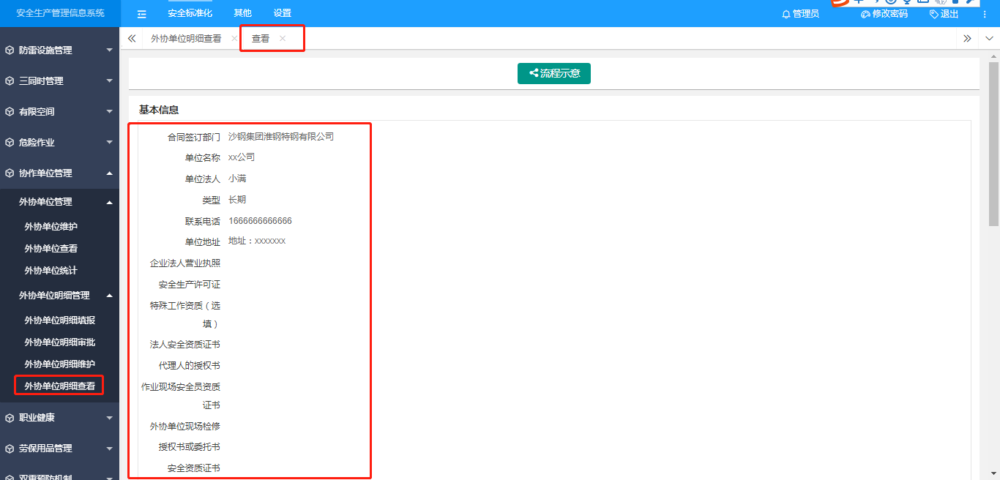 安全生产管理信息系统
安全标准化 其他 设置
管理员 修改密码 退出
外协单位明细查看 查看
防雷设施管理
三同时管理
有限空间
危险作业
协作单位管理
外协单位管理
外协单位维护
外协单位查看
外协单位统计
外协单位明细管理
外协单位明细填报
外协单位明细审批
外协单位明细维护
外协单位明细查看
职业健康
劳保用品管理
双重预防机制
流程示意
基本信息
合同签订部门 沙钢集团淮钢特钢有限公司
单位名称 xx公司
单位法人 小满
类型 长期
联系电话 1666666666666
单位地址 地址：xxxxxxx
企业法人营业执照
安全生产许可证
特殊工作资质（选
填）
法人安全资质证书
代理人的授权书
作业现场安全员资质
证书
外协单位现场检修
授权书或委托书
安全资质证书